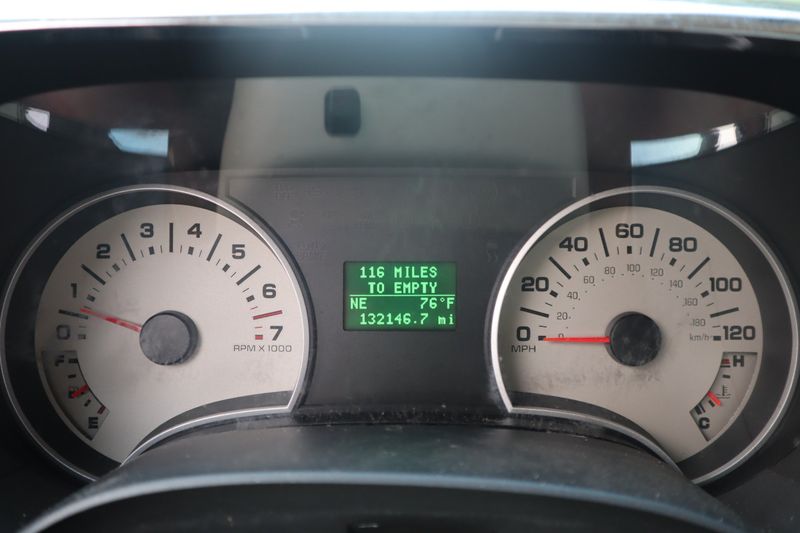 0 1 2 3 4 5 6 7
RPM X 1000
F
E
116 MILES
TO EMPTY
NE 76°F
132146.7 mi
0 20 40 60 80 100 120
MPH
0 20 40 60 80 100 120 140 160 180
km/h
H
C